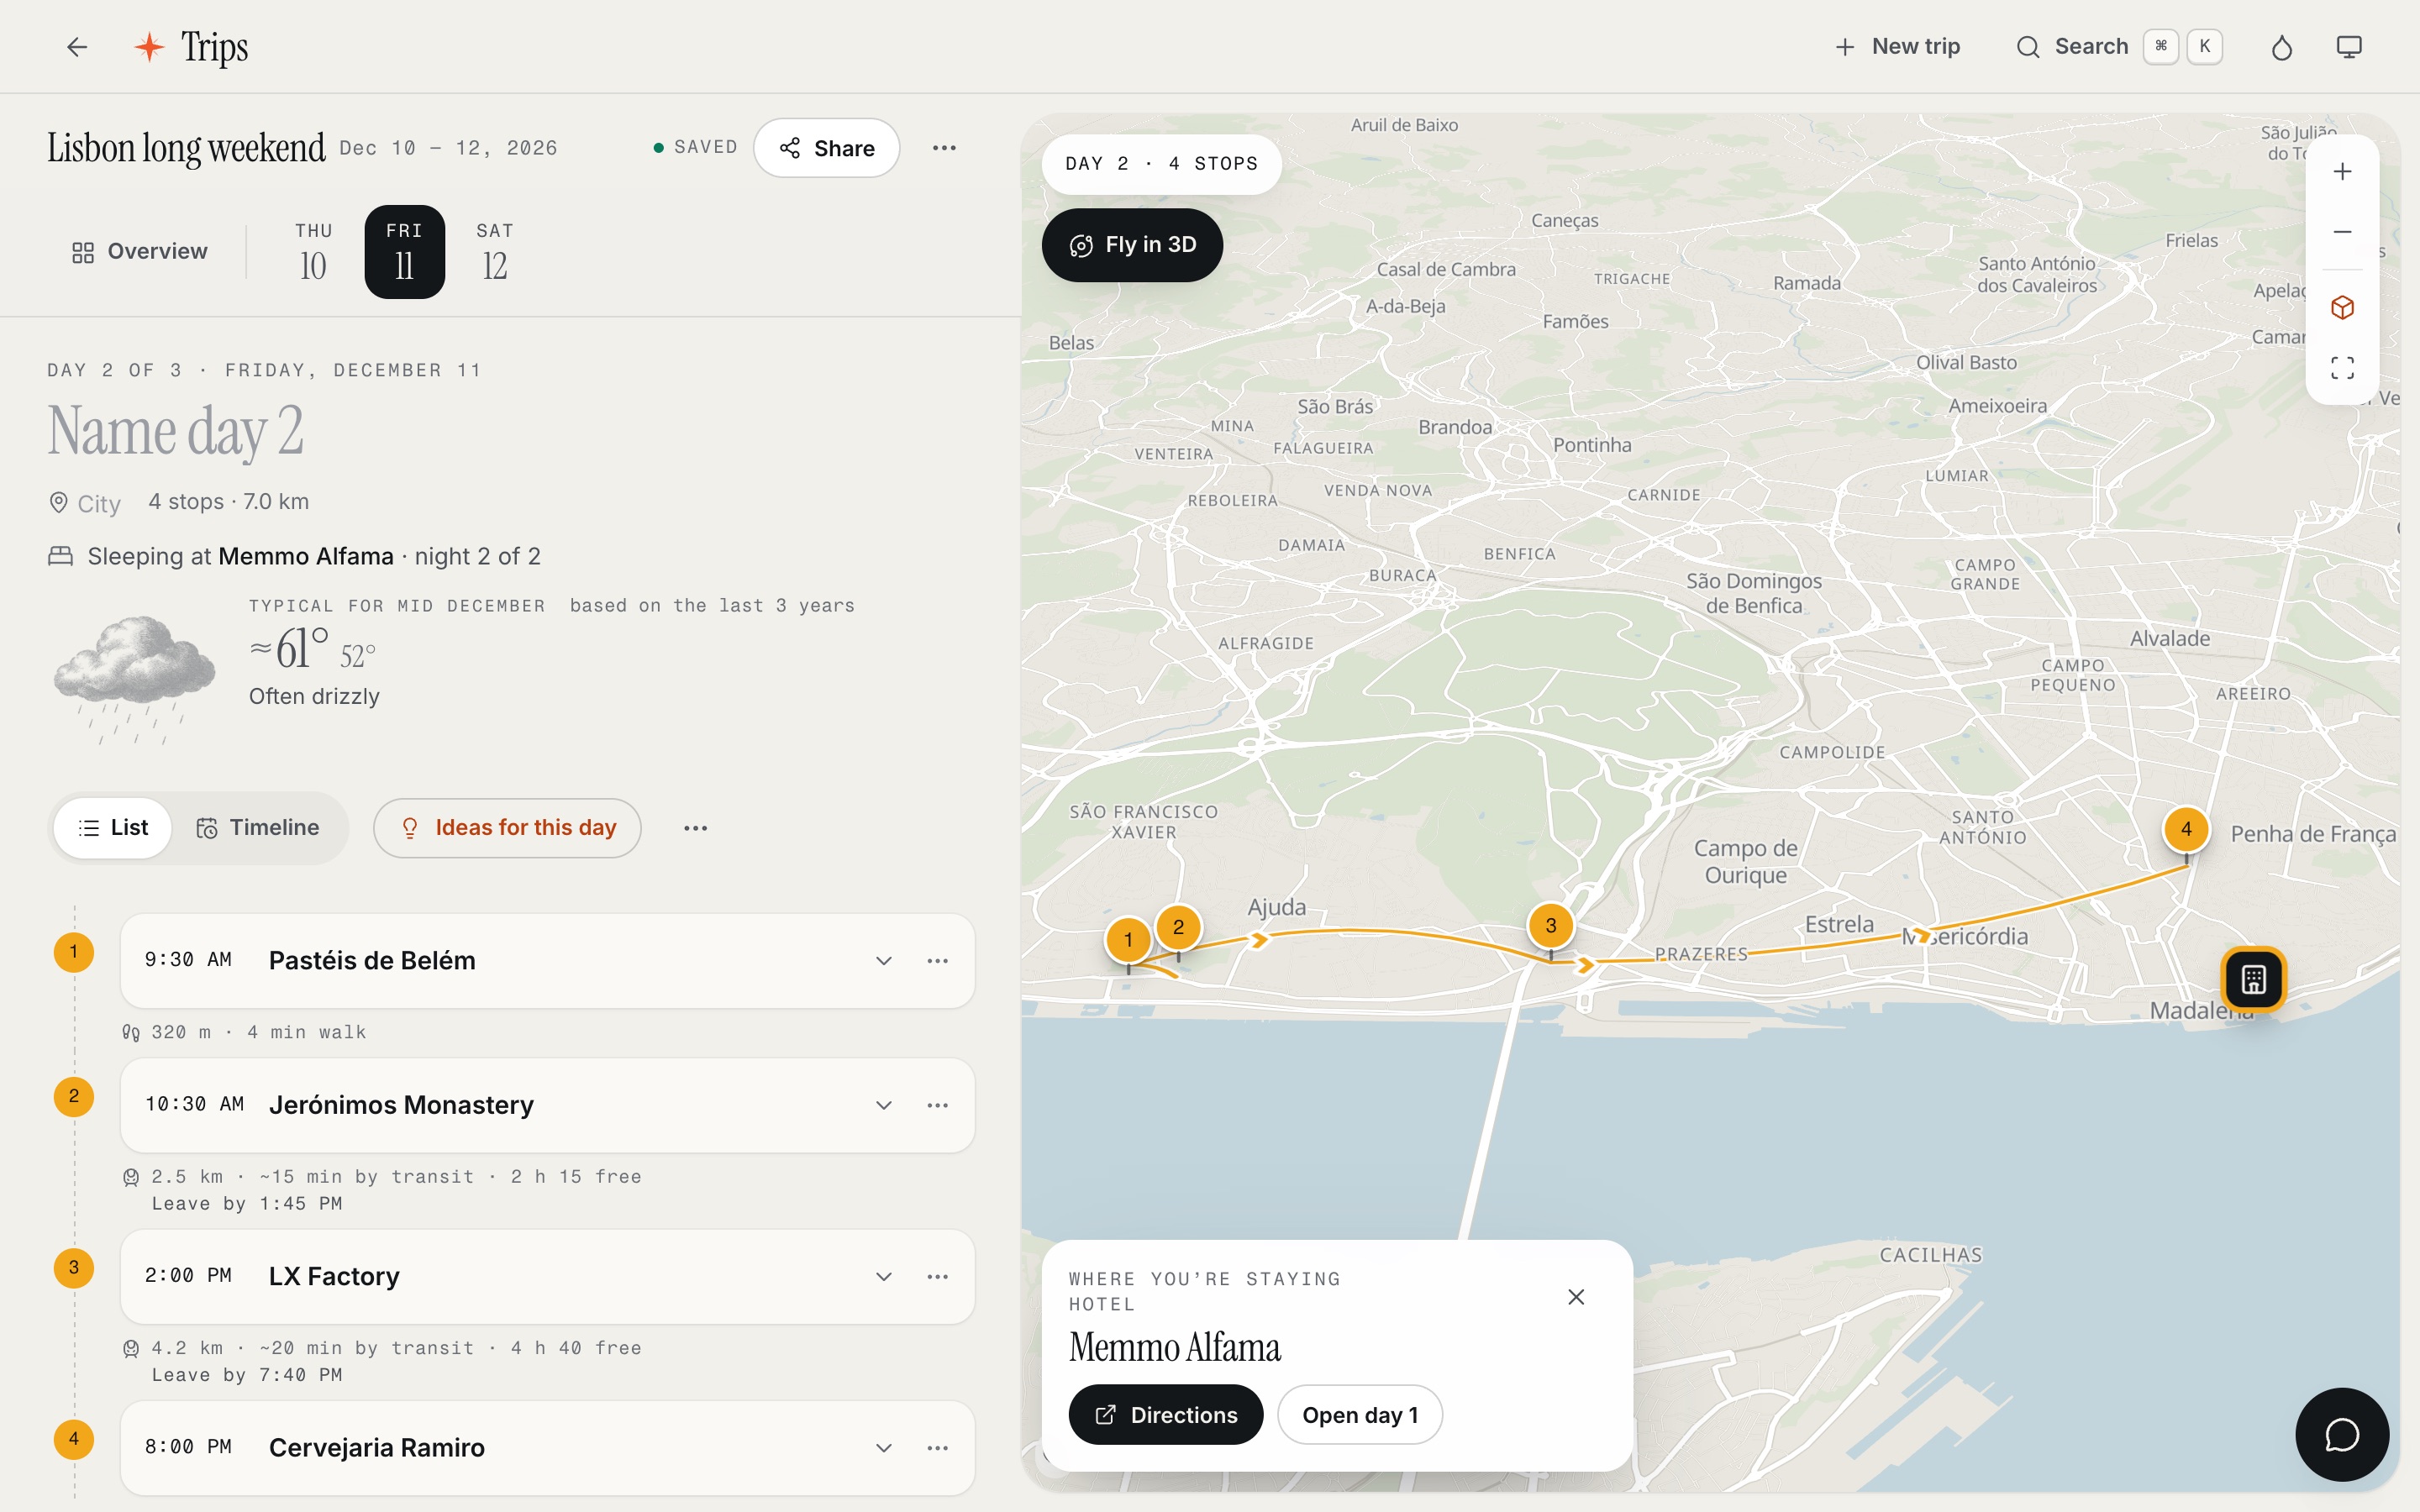 Trips
New trip
Search ⌘ K
Lisbon long weekend Dec 10 – 12, 2026
SAVED
Share
Overview
THU
10
FRI
11
SAT
12
DAY 2 OF 3 · FRIDAY, DECEMBER 11
Name day 2
City 4 stops · 7.0 km
Sleeping at Memmo Alfama · night 2 of 2
TYPICAL FOR MID DECEMBER based on the last 3 years
≈61° 52°
Often drizzly
List
Timeline
Ideas for this day
1
9:30 AM Pastéis de Belém
320 m · 4 min walk
2
10:30 AM Jerónimos Monastery
2.5 km · ~15 min by transit · 2 h 15 free
Leave by 1:45 PM
3
2:00 PM LX Factory
4.2 km · ~20 min by transit · 4 h 40 free
Leave by 7:40 PM
4
8:00 PM Cervejaria Ramiro
DAY 2 · 4 STOPS
Fly in 3D
Aruil de Baixo
São Julião
Caneças
Frielas
Casal de Cambra
TRIGACHE
Ramada
Santo António
dos Cavaleiros
A-da-Beja
Famões
Belas
Olival Basto
São Brás
Ameixoeira
MINA
Brandoa
Pontinha
VENTEIRA
FALAGUEIRA
LUMIAR
REBOLEIRA
VENDA NOVA
CARNIDE
DAMAIA
BENFICA
CAMPO
GRANDE
BURACA
São Domingos
de Benfica
ALFRAGIDE
Alvalade
CAMPO
PEQUENO
AREEIRO
CAMPOLIDE
SÃO FRANCISCO
XAVIER
SANTO
ANTÓNIO
4
Penha de França
Campo de
Ourique
Ajuda
1
2
3
Estrela
Misericórdia
PRAZERES
Madalena
CACILHAS
WHERE YOU’RE STAYING
HOTEL
Memmo Alfama
Directions
Open day 1